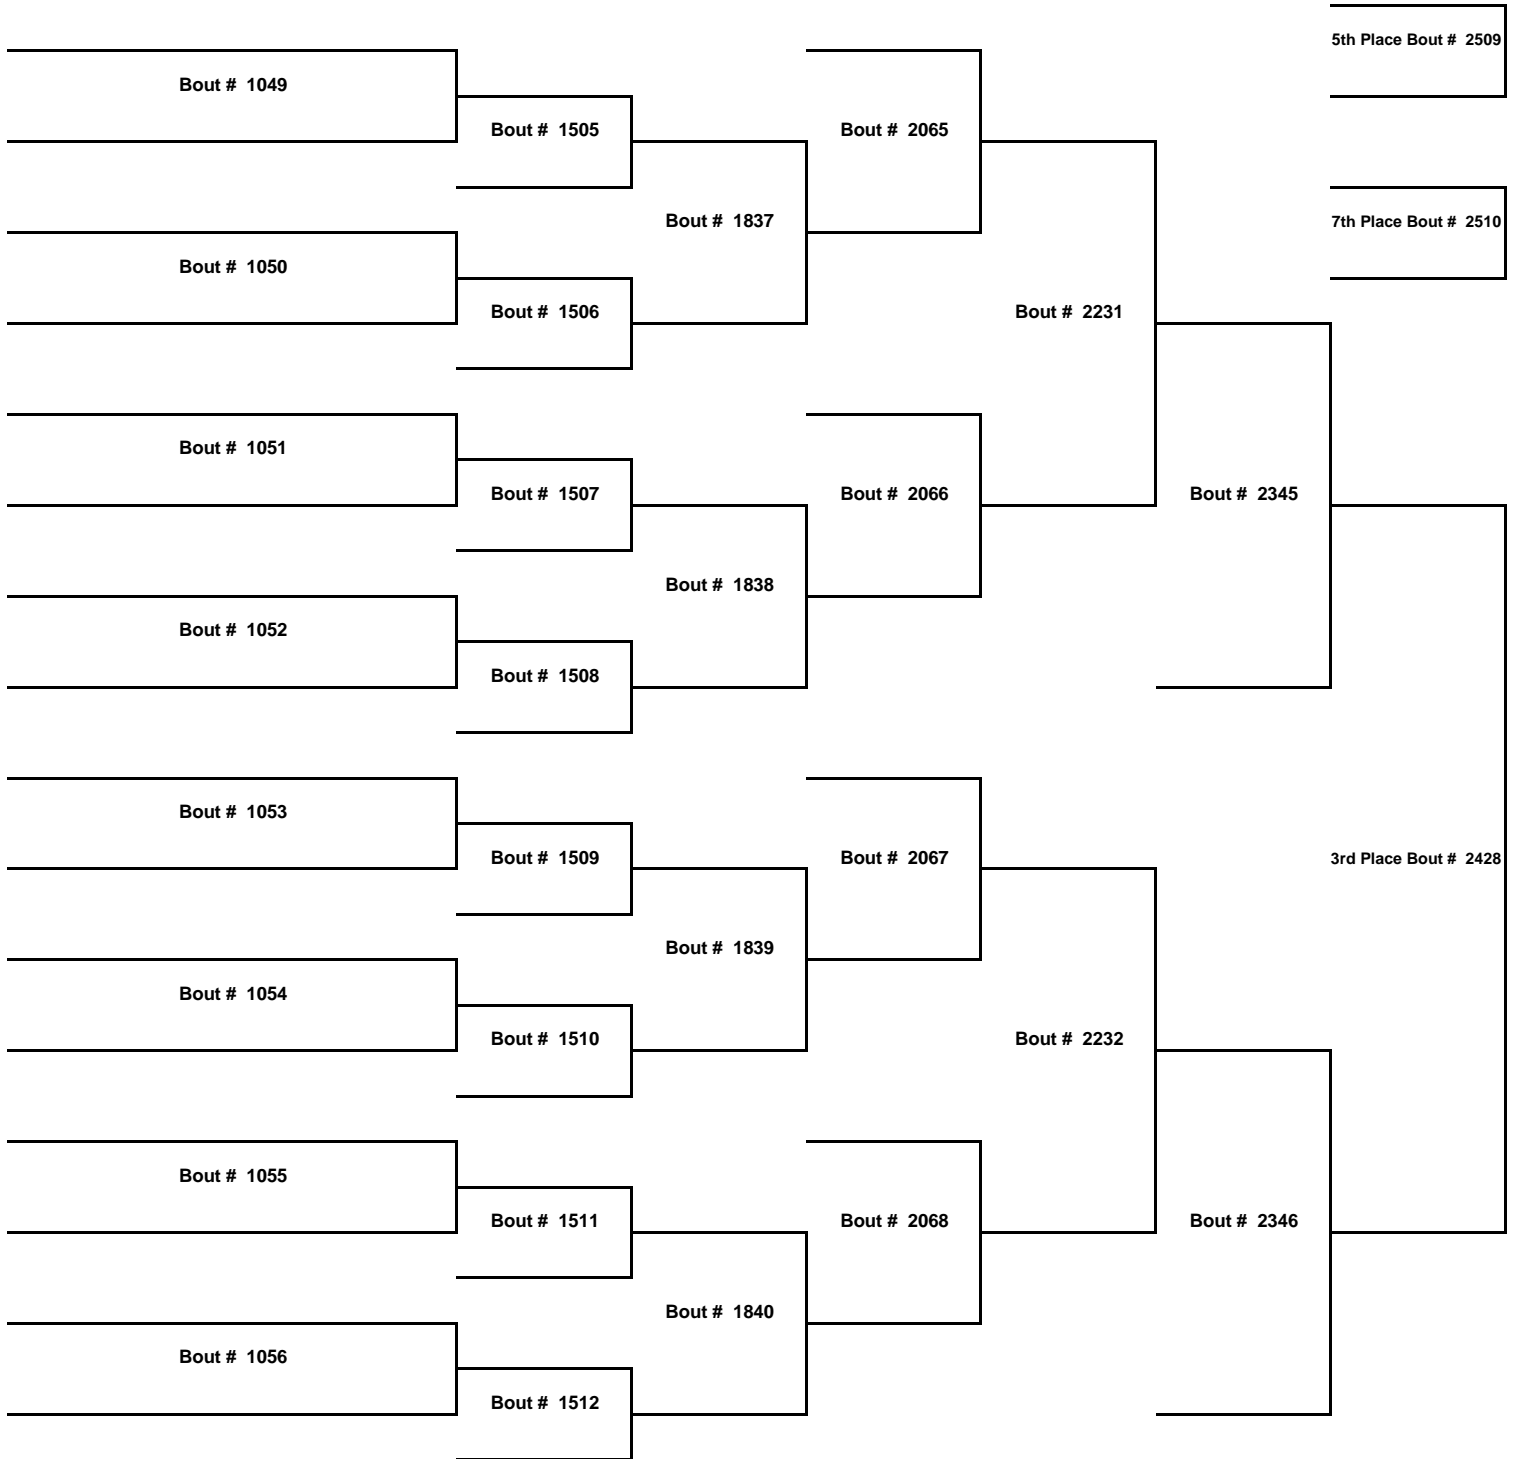 5th Place Bout # 2509
Bout # 1049
Bout # 1505
Bout # 2065
7th Place Bout # 2510
Bout # 1837
Bout # 1050
Bout # 1506
Bout # 2231
Bout # 1051
Bout # 1507
Bout # 2066
Bout # 2345
Bout # 1838
Bout # 1052
Bout # 1508
Bout # 1053
Bout # 1509
Bout # 2067
3rd Place Bout # 2428
Bout # 1839
Bout # 1054
Bout # 1510
Bout # 2232
Bout # 1055
Bout # 1511
Bout # 2068
Bout # 2346
Bout # 1840
Bout # 1056
Bout # 1512